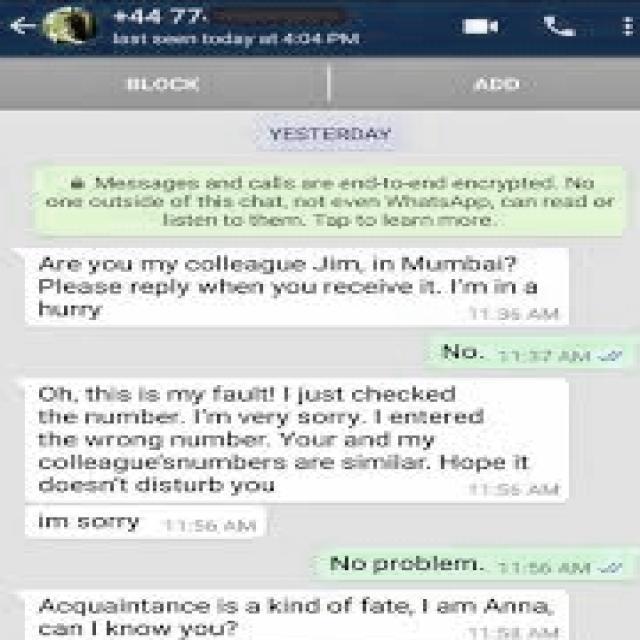 +44 77
last seen today at 4:04 PM
BLOCK
ADD
YESTERDAY
Messages and calls are end-to-end encrypted. No
one outside of this chat, not even WhatsApp, can read or
listen to them. Tap to learn more.
Are you my colleague Jim, in Mumbai?
Please reply when you receive it. I'm in a
hurry
11:36 AM
No. 11:37 AM
Oh, this is my fault! I just checked
the number. I'm very sorry. I entered
the wrong number. Your and my
colleague'snumbers are similar. Hope it
doesn't disturb you
11:56 AM
im sorry 11:56 AM
No problem. 11:56 AM
Acquaintance is a kind of fate, I am Anna,
can I know you?
11:58 AM